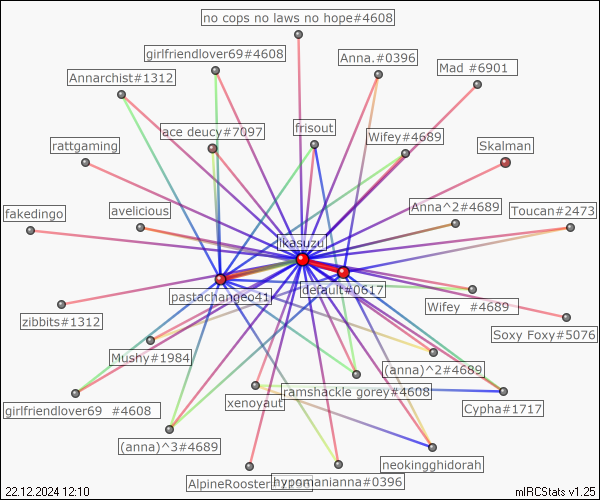 no cops no laws no hope#4608
girlfriendlover69#4608
Anna.#0396
Annarchist#1312
Mad #6901
ace deucy#7097
frisout
Wifey#4689
rattgaming
Skalman
fakedingo
avelicious
Anna^2#4689
Toucan#2473
ikasuzu
pastachangeo41
default#0617
zibbits#1312
Wifey #4689
Soxy Foxy#5076
Mushy#1984
(anna)^2#4689
girlfriendlover69 #4608
xenoyaut
ramshackle gorey#4608
Cypha#1717
(anna)^3#4689
neokingghidorah
hypomanianna#0396
22.12.2024 12:10
mIRCStats v1.25